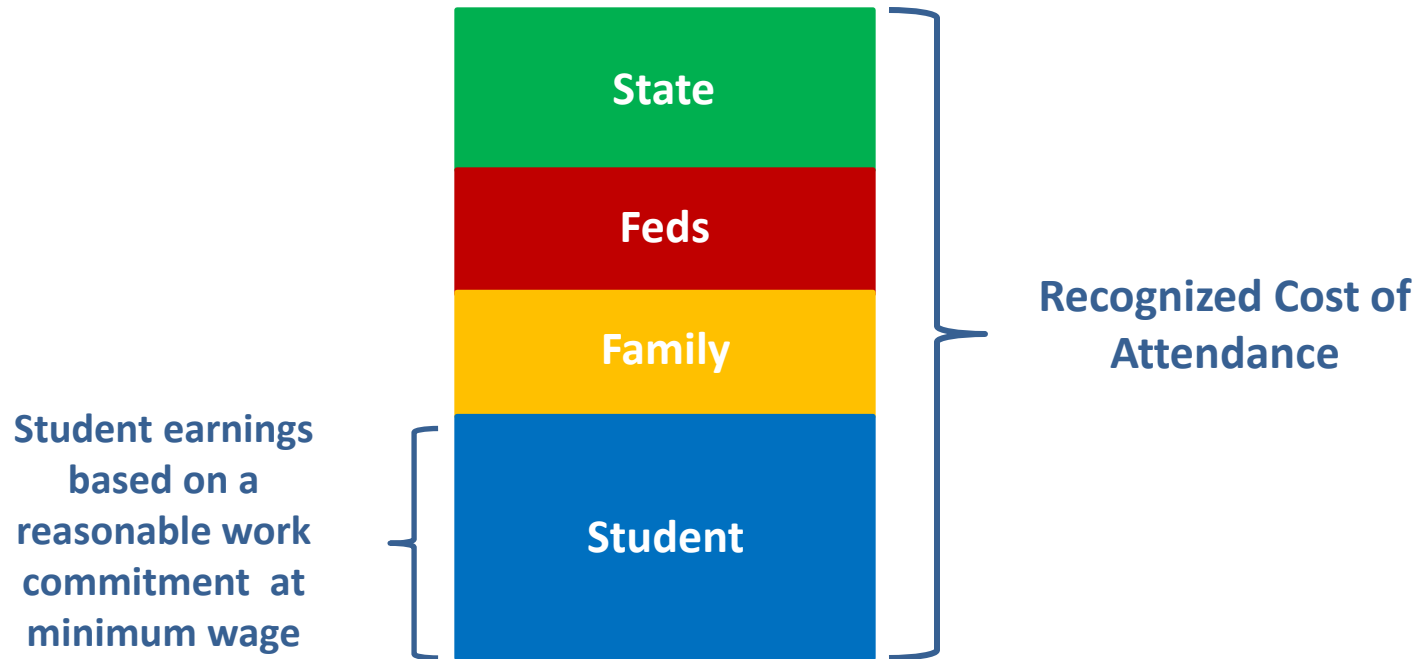 State
Feds
Family
Student
Recognized Cost of
Attendance
Student earnings
based on a
reasonable work
commitment at
minimum wage